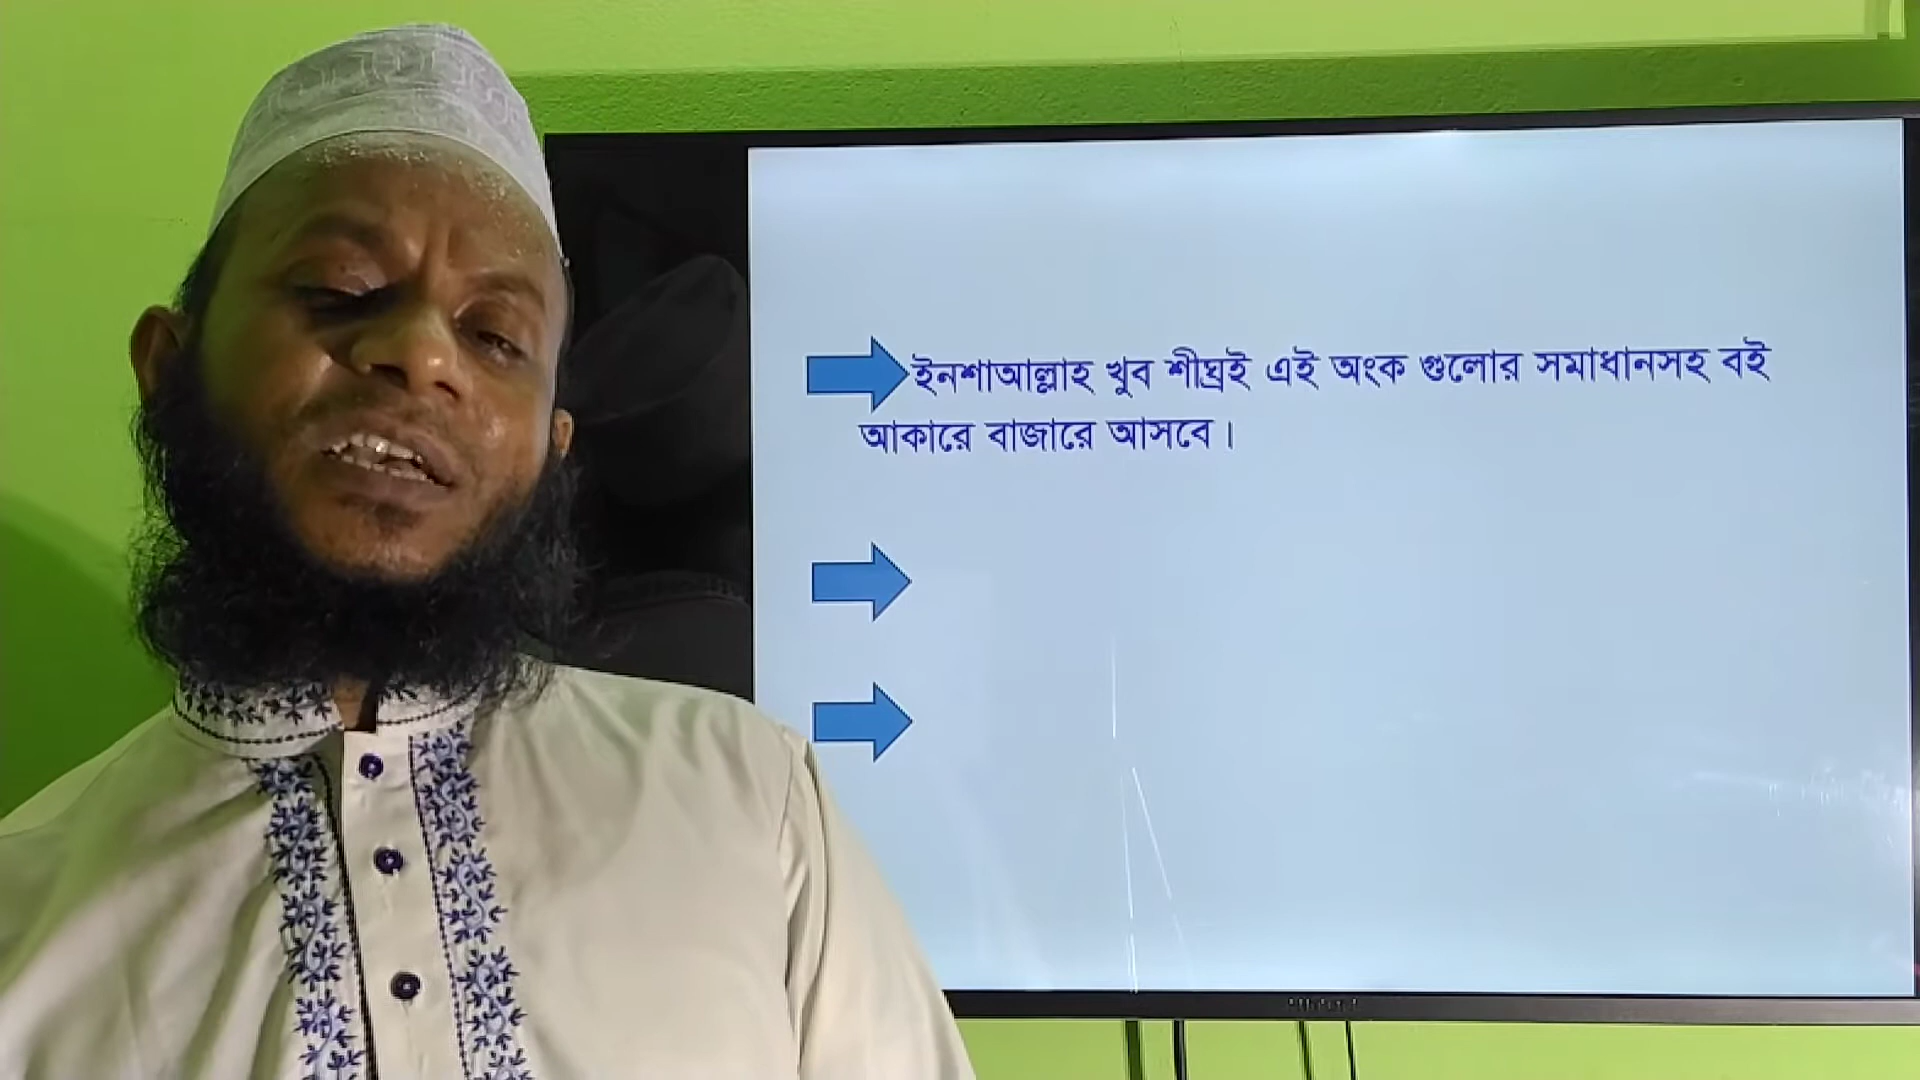 ইনশাআল্লাহ খুব শীঘ্রই এই অংক গুলোর সমাধানসহ বই
আকারে বাজারে আসবে।